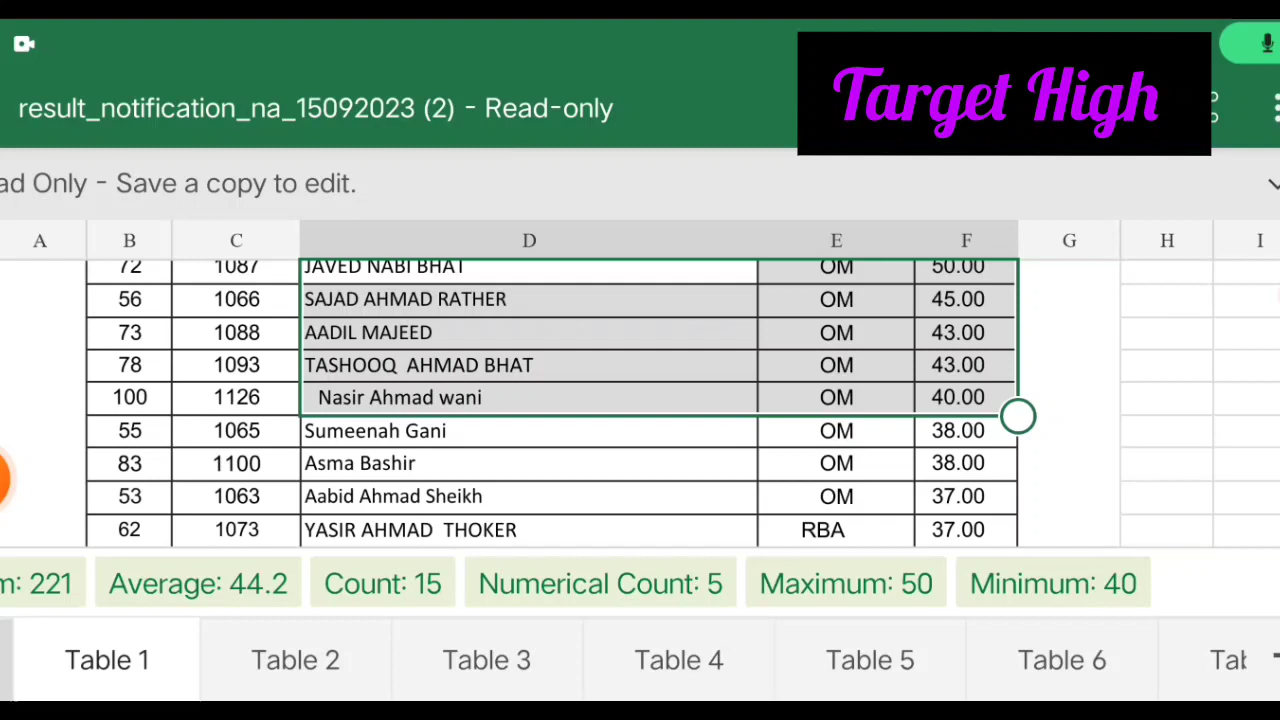 Target High
result_notification_na_15092023 (2) - Read-only
ad Only - Save a copy to edit.
A B C D E F G H I
72 1087 JAVED NABI BHAT OM 50.00
56 1066 SAJAD AHMAD RATHER OM 45.00
73 1088 AADIL MAJEED OM 43.00
78 1093 TASHOOQ AHMAD BHAT OM 43.00
100 1126 Nasir Ahmad wani OM 40.00
55 1065 Sumeenah Gani OM 38.00
83 1100 Asma Bashir OM 38.00
53 1063 Aabid Ahmad Sheikh OM 37.00
62 1073 YASIR AHMAD THOKER RBA 37.00
m: 221 Average: 44.2 Count: 15 Numerical Count: 5 Maximum: 50 Minimum: 40
Table 1 Table 2 Table 3 Table 4 Table 5 Table 6 Tab